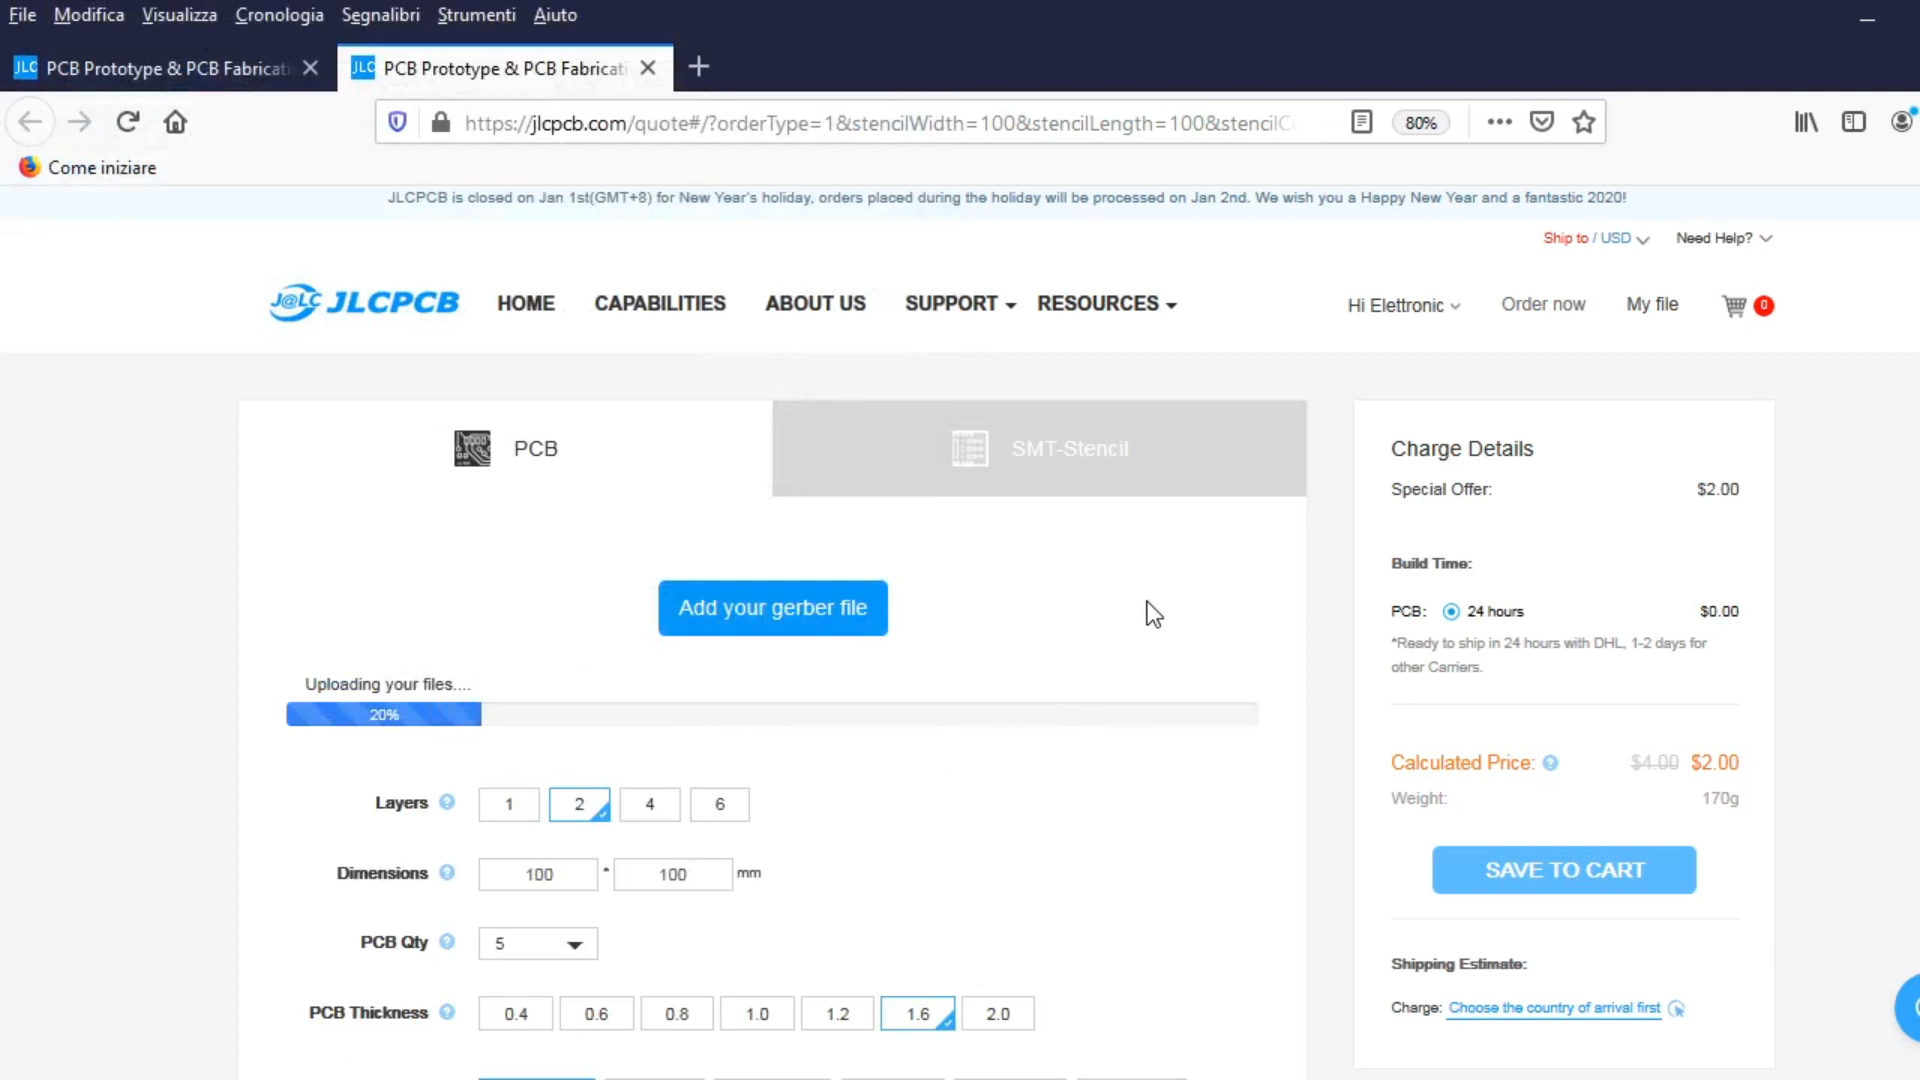 File Modifica Visualizza Cronologia Segnalibri Strumenti Aiuto
JLC PCB Prototype & PCB Fabricati JLC PCB Prototype & PCB Fabricati
https://jlcpcb.com/quote#/?orderType=1&stencilWidth=100&stencilLength=100&stencilC 80%
Come iniziare
JLCPCB is closed on Jan 1st(GMT+8) for New Year's holiday, orders placed during the holiday will be processed on Jan 2nd. We wish you a Happy New Year and a fantastic 2020!
Ship to / USD Need Help?
J@LC JLCPCB HOME CAPABILITIES ABOUT US SUPPORT RESOURCES Hi Elettronic Order now My file 0
PCB SMT-Stencil
Add your gerber file
Uploading your files....
20%
Layers ? 1 2 4 6
Dimensions ? 100 * 100 mm
PCB Qty ? 5
PCB Thickness ? 0.4 0.6 0.8 1.0 1.2 1.6 2.0
Charge Details
Special Offer: $2.00
Build Time:
PCB: 24 hours $0.00
*Ready to ship in 24 hours with DHL, 1-2 days for
other Carriers.
Calculated Price: ? $4.00 $2.00
Weight: 170g
SAVE TO CART
Shipping Estimate:
Charge: Choose the country of arrival first